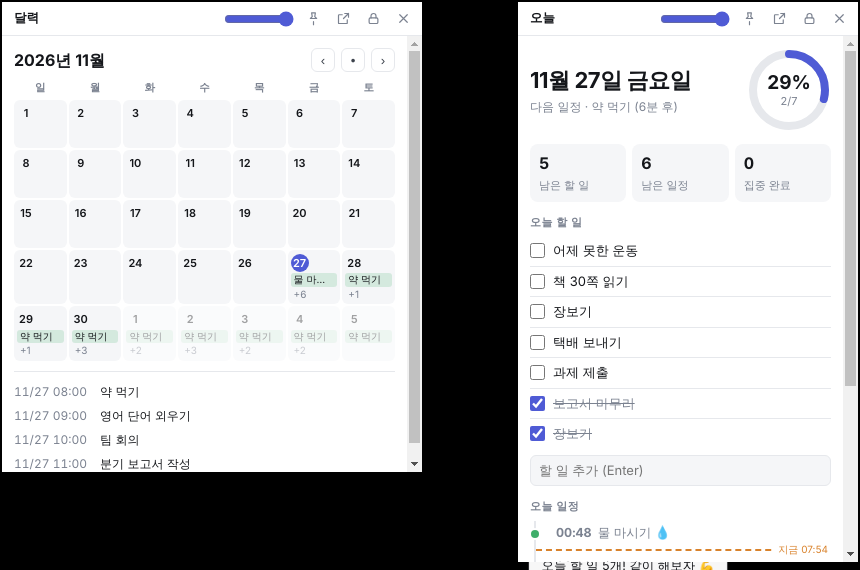 달력
2026년 11월
‹ • ›
일 월 화 수 목 금 토
1 2 3 4 5 6 7
8 9 10 11 12 13 14
15 16 17 18 19 20 21
22 23 24 25 26 27 28
물 마... 약 먹기
+6 +1
29 30 1 2 3 4 5
약 먹기 약 먹기 약 먹기 약 먹기 약 먹기 약 먹기 약 먹기
+1 +3 +2 +3 +2 +2
11/27 08:00 약 먹기
11/27 09:00 영어 단어 외우기
11/27 10:00 팀 회의
11/27 11:00 분기 보고서 작성
오늘
11월 27일 금요일
다음 일정 · 약 먹기 (6분 후)
29%
2/7
5
남은 할 일
6
남은 일정
0
집중 완료
오늘 할 일
어제 못한 운동
책 30쪽 읽기
장보기
택배 보내기
과제 제출
보고서 마무리
장보기
할 일 추가 (Enter)
오늘 일정
00:48 물 마시기 💧
지금 07:54
오늘 할 일 5개! 같이 해보자 💪